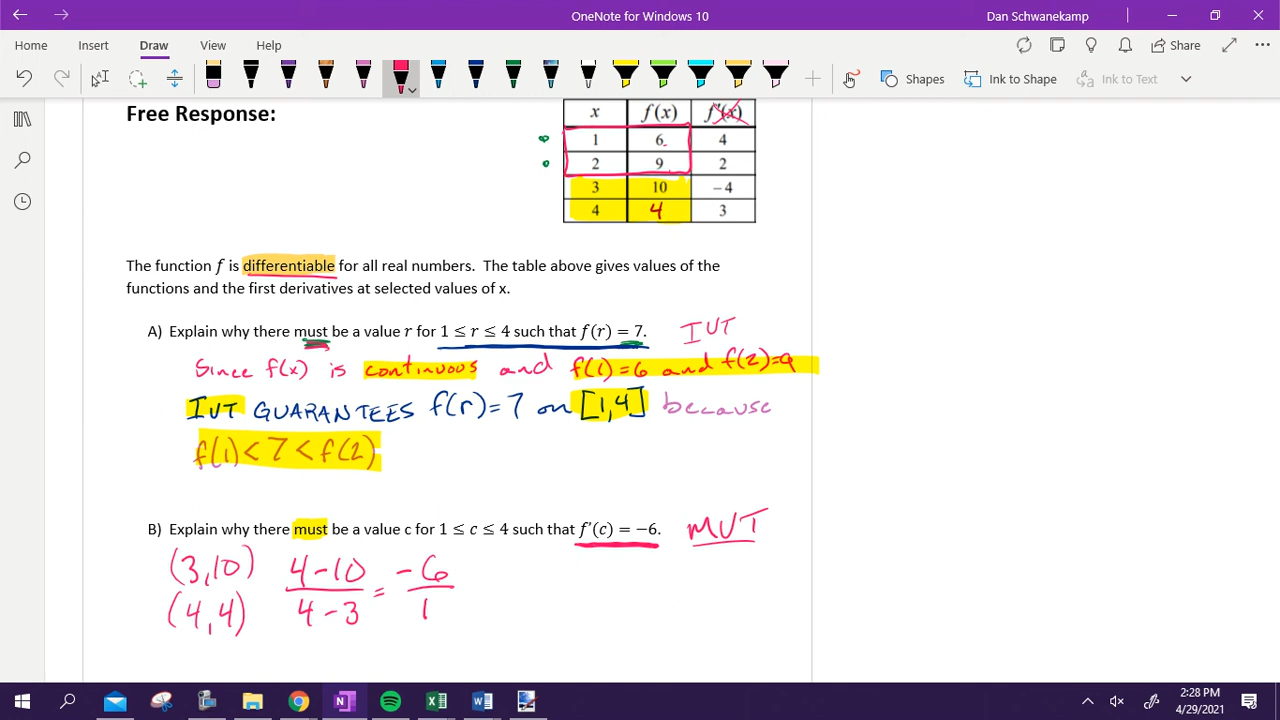 OneNote for Windows 10
Dan Schwanekamp
Home Insert Draw View Help
Share
Shapes
Ink to Shape
Ink to Text
Free Response:
x f(x) f'(x)
1 6 4
2 9 2
3 10 −4
4 4 3
The function f is differentiable for all real numbers. The table above gives values of the
functions and the first derivatives at selected values of x.
A) Explain why there must be a value r for 1 ≤ r ≤ 4 such that f(r) = 7. IVT
Since f(x) is continuous and f(1)=6 and f(2)=9
IVT GUARANTEES f(r)=7 on [1,4] because
f(1) < 7 < f(2)
B) Explain why there must be a value c for 1 ≤ c ≤ 4 such that f'(c) = −6. MVT
(3,10) 4-10 = -6
(4,4) 4-3 1
2:28 PM
4/29/2021